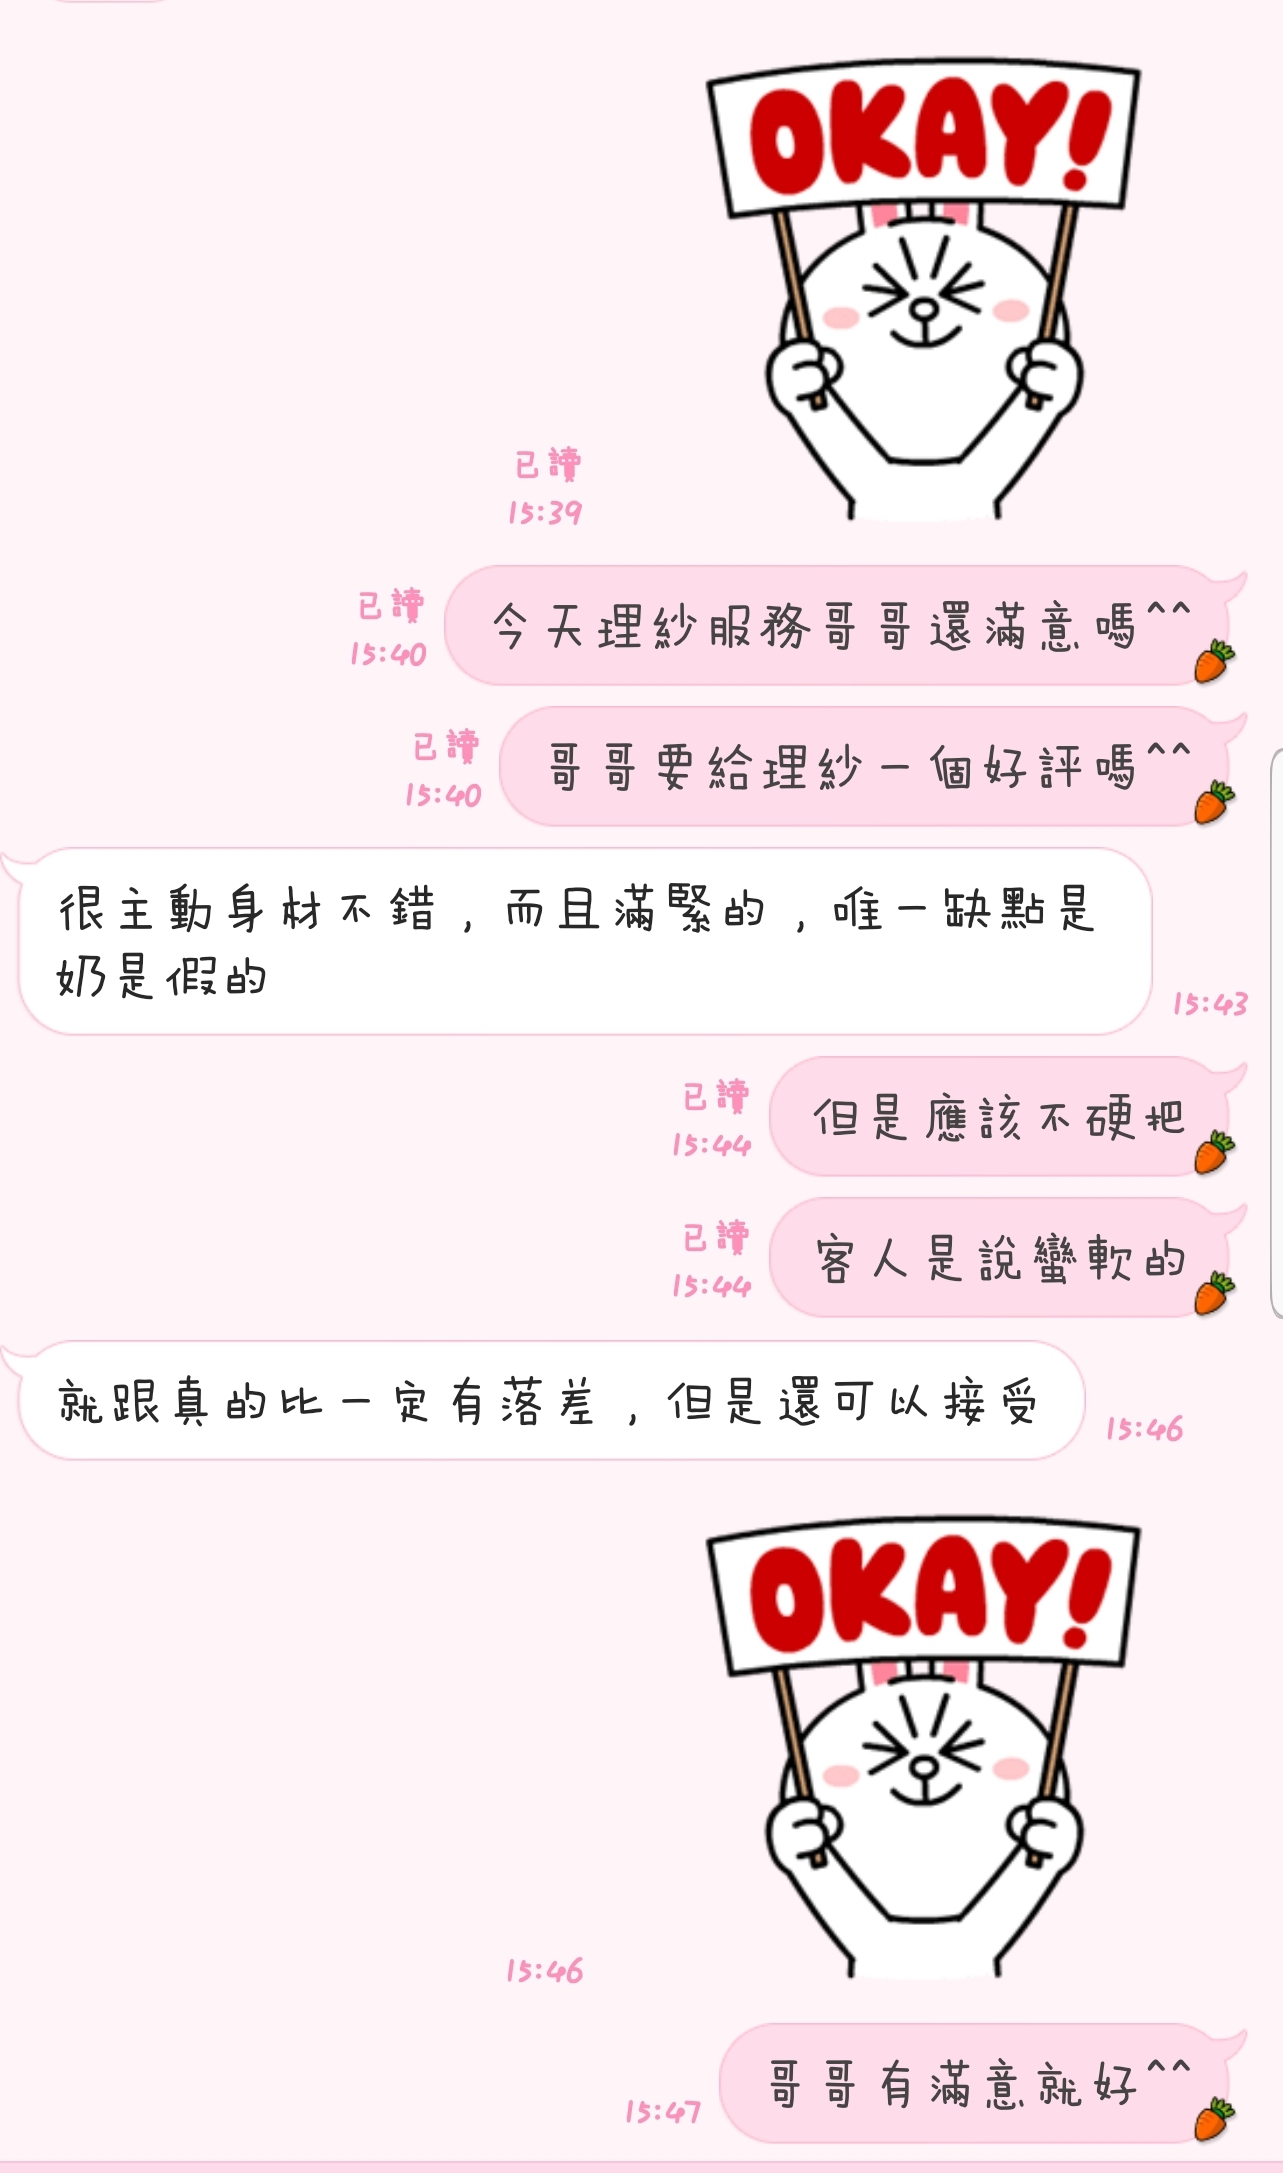 OKAY!
已讀
15:39
已讀
15:40
今天理紗服務哥哥還滿意嗎^^
已讀
15:40
哥哥要給理紗一個好評嗎^^
很主動身材不錯，而且滿緊的，唯一缺點是
奶是假的
15:43
已讀
15:44
但是應該不硬把
已讀
15:44
客人是說蠻軟的
就跟真的比一定有落差，但是還可以接受
15:46
OKAY!
15:46
哥哥有滿意就好^^
15:47